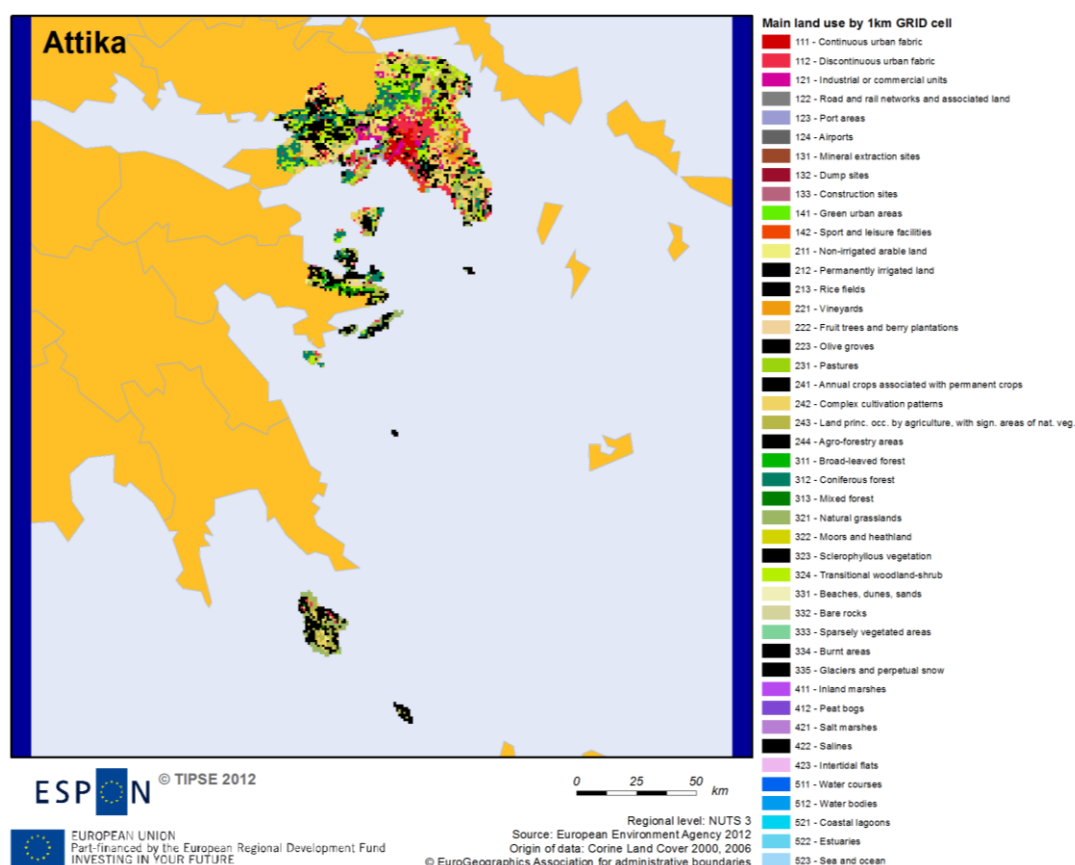 Attika
Main land use by 1km GRID cell
111 - Continuous urban fabric
112 - Discontinuous urban fabric
121 - Industrial or commercial units
122 - Road and rail networks and associated land
123 - Port areas
124 - Airports
131 - Mineral extraction sites
132 - Dump sites
133 - Construction sites
141 - Green urban areas
142 - Sport and leisure facilities
211 - Non-irrigated arable land
212 - Permanently irrigated land
213 - Rice fields
221 - Vineyards
222 - Fruit trees and berry plantations
223 - Olive groves
231 - Pastures
241 - Annual crops associated with permanent crops
242 - Complex cultivation patterns
243 - Land princ. occ. by agriculture, with sign. areas of nat. veg.
244 - Agro-forestry areas
311 - Broad-leaved forest
312 - Coniferous forest
313 - Mixed forest
321 - Natural grasslands
322 - Moors and heathland
323 - Sclerophyllous vegetation
324 - Transitional woodland-shrub
331 - Beaches, dunes, sands
332 - Bare rocks
333 - Sparsely vegetated areas
334 - Burnt areas
335 - Glaciers and perpetual snow
411 - Inland marshes
412 - Peat bogs
421 - Salt marshes
422 - Salines
423 - Intertidal flats
511 - Water courses
512 - Water bodies
521 - Coastal lagoons
522 - Estuaries
523 - Sea and ocean
ESPON © TIPSE 2012
0 25 50
km
EUROPEAN UNION
Part-financed by the European Regional Development Fund
INVESTING IN YOUR FUTURE
Regional level: NUTS 3
Source: European Environment Agency 2012
Origin of data: Corine Land Cover 2000, 2006
© EuroGeographics Association for administrative boundaries